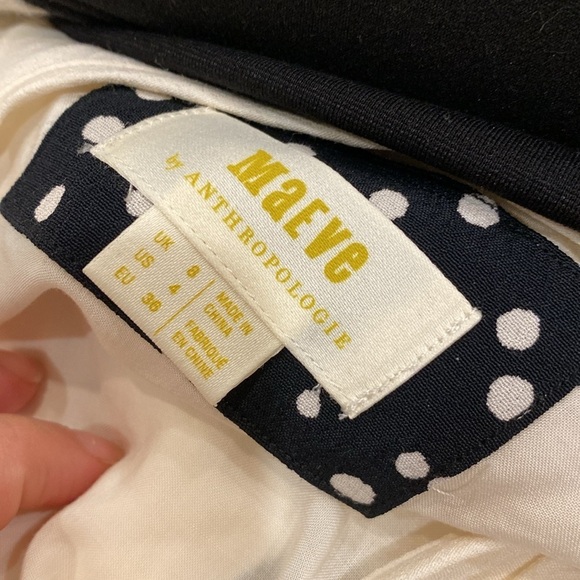 MaEVe
by ANTHROPOLOGIE
UK 8
US 4
EU 36
MADE IN
CHINA
FABRIQUÉ
EN CHINE